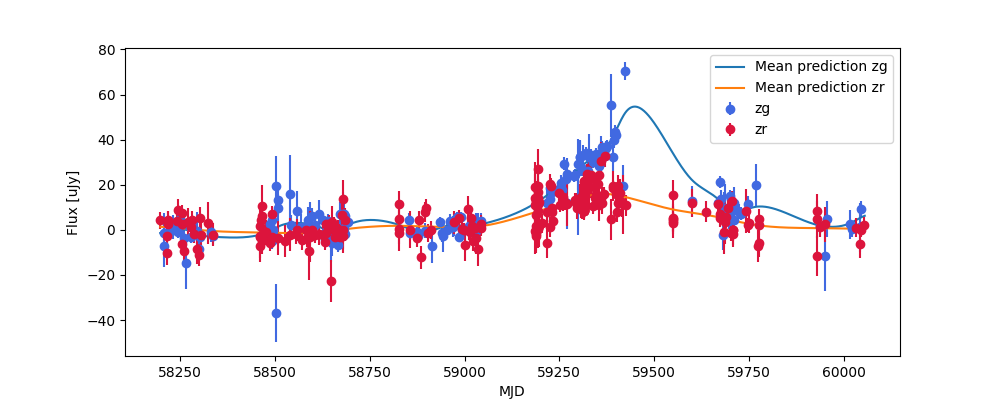 80
60
40
20
0
−20
−40
Flux [uJy]
58250
58500
58750
59000
59250
59500
59750
60000
MJD
Mean prediction zg
Mean prediction zr
zg
zr